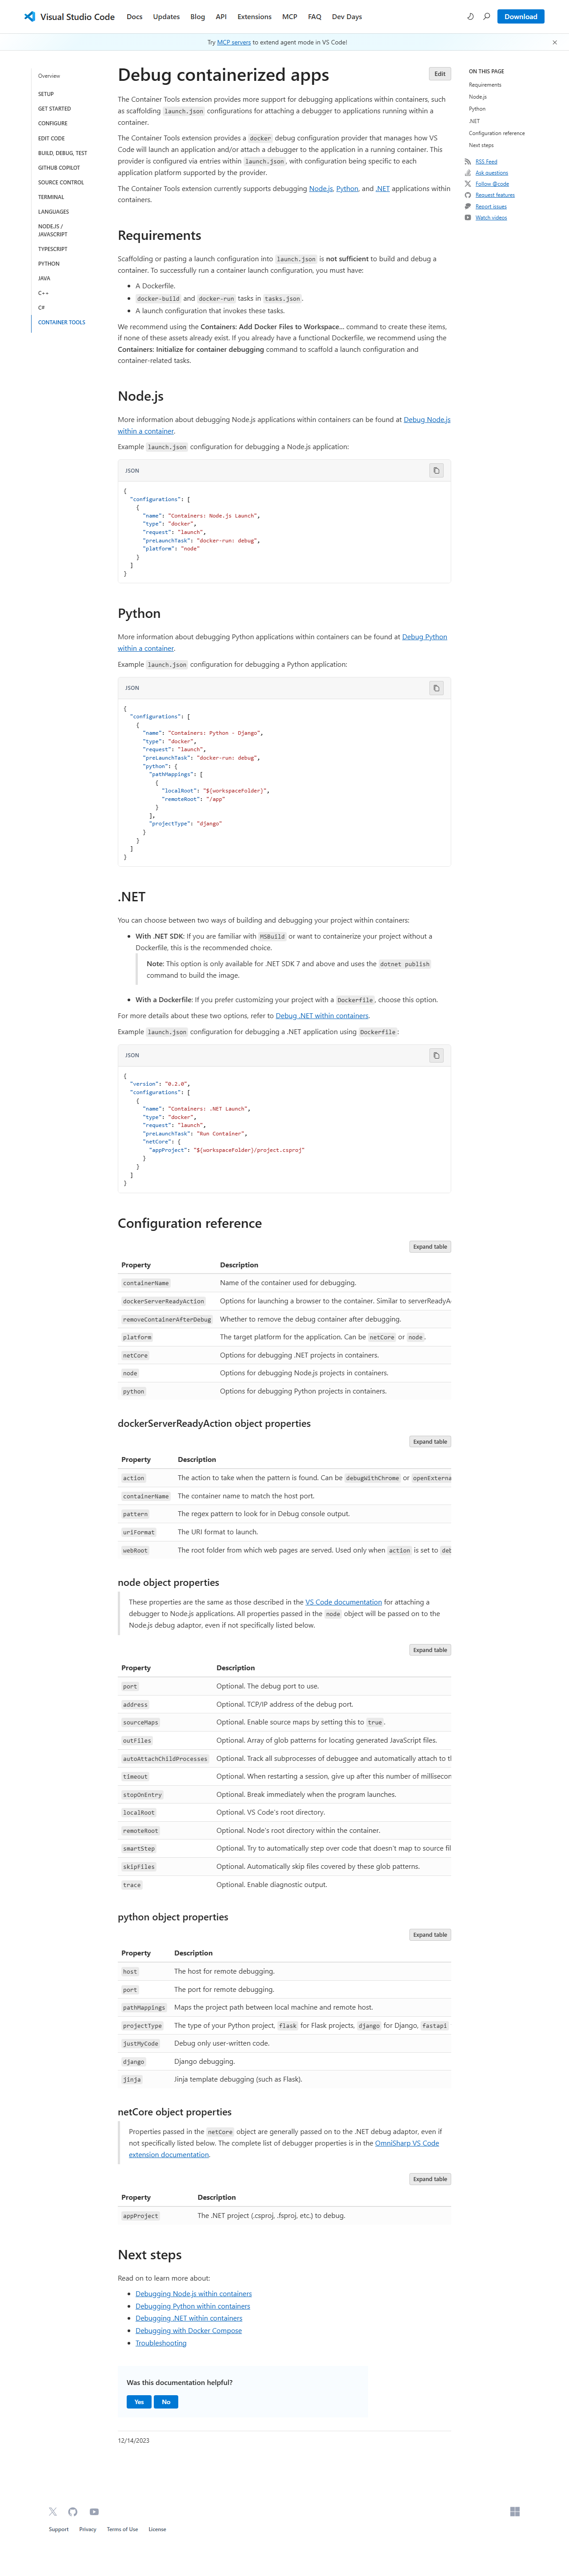 Visual Studio Code
Docs Updates Blog API Extensions MCP FAQ Dev Days
Download
Try MCP servers to extend agent mode in VS Code!
Overview
SETUP
GET STARTED
CONFIGURE
EDIT CODE
BUILD, DEBUG, TEST
GITHUB COPILOT
SOURCE CONTROL
TERMINAL
LANGUAGES
NODE.JS /
JAVASCRIPT
TYPESCRIPT
PYTHON
JAVA
C++
C#
CONTAINER TOOLS
Debug containerized apps
Edit
The Container Tools extension provides more support for debugging applications within containers, such
as scaffolding launch.json configurations for attaching a debugger to applications running within a
container.
The Container Tools extension provides a docker debug configuration provider that manages how VS
Code will launch an application and/or attach a debugger to the application in a running container. This
provider is configured via entries within launch.json, with configuration being specific to each
application platform supported by the provider.
The Container Tools extension currently supports debugging Node.js, Python, and .NET applications within
containers.
Requirements
Scaffolding or pasting a launch configuration into launch.json is not sufficient to build and debug a
container. To successfully run a container launch configuration, you must have:
• A Dockerfile.
• docker-build and docker-run tasks in tasks.json.
• A launch configuration that invokes these tasks.
We recommend using the Containers: Add Docker Files to Workspace... command to create these items,
if none of these assets already exist. If you already have a functional Dockerfile, we recommend using the
Containers: Initialize for container debugging command to scaffold a launch configuration and
container-related tasks.
Node.js
More information about debugging Node.js applications within containers can be found at Debug Node.js
within a container.
Example launch.json configuration for debugging a Node.js application:
JSON
{
"configurations": [
{
"name": "Containers: Node.js Launch",
"type": "docker",
"request": "launch",
"preLaunchTask": "docker-run: debug",
"platform": "node"
}
]
}
Python
More information about debugging Python applications within containers can be found at Debug Python
within a container.
Example launch.json configuration for debugging a Python application:
JSON
{
"configurations": [
{
"name": "Containers: Python - Django",
"type": "docker",
"request": "launch",
"preLaunchTask": "docker-run: debug",
"python": {
"pathMappings": [
{
"localRoot": "${workspaceFolder}",
"remoteRoot": "/app"
}
],
"projectType": "django"
}
}
]
}
.NET
You can choose between two ways of building and debugging your project within containers:
• With .NET SDK: If you are familiar with MSBuild or want to containerize your project without a
Dockerfile, this is the recommended choice.
Note: This option is only available for .NET SDK 7 and above and uses the dotnet publish
command to build the image.
• With a Dockerfile: If you prefer customizing your project with a Dockerfile, choose this option.
For more details about these two options, refer to Debug .NET within containers.
Example launch.json configuration for debugging a .NET application using Dockerfile:
JSON
{
"version": "0.2.0",
"configurations": [
{
"name": "Containers: .NET Launch",
"type": "docker",
"request": "launch",
"preLaunchTask": "Run Container",
"netCore": {
"appProject": "${workspaceFolder}/project.csproj"
}
}
]
}
Configuration reference
Expand table
Property Description
containerName Name of the container used for debugging.
dockerServerReadyAction Options for launching a browser to the container. Similar to serverReadyA
removeContainerAfterDebug Whether to remove the debug container after debugging.
platform The target platform for the application. Can be netCore or node.
netCore Options for debugging .NET projects in containers.
node Options for debugging Node.js projects in containers.
python Options for debugging Python projects in containers.
dockerServerReadyAction object properties
Expand table
Property Description
action The action to take when the pattern is found. Can be debugWithChrome or openExterna
containerName The container name to match the host port.
pattern The regex pattern to look for in Debug console output.
uriFormat The URI format to launch.
webRoot The root folder from which web pages are served. Used only when action is set to deb
node object properties
These properties are the same as those described in the VS Code documentation for attaching a
debugger to Node.js applications. All properties passed in the node object will be passed on to the
Node.js debug adaptor, even if not specifically listed below.
Expand table
Property Description
port Optional. The debug port to use.
address Optional. TCP/IP address of the debug port.
sourceMaps Optional. Enable source maps by setting this to true.
outFiles Optional. Array of glob patterns for locating generated JavaScript files.
autoAttachChildProcesses Optional. Track all subprocesses of debuggee and automatically attach to th
timeout Optional. When restarting a session, give up after this number of millisecon
stopOnEntry Optional. Break immediately when the program launches.
localRoot Optional. VS Code's root directory.
remoteRoot Optional. Node's root directory within the container.
smartStep Optional. Try to automatically step over code that doesn't map to source fil
skipFiles Optional. Automatically skip files covered by these glob patterns.
trace Optional. Enable diagnostic output.
python object properties
Expand table
Property Description
host The host for remote debugging.
port The port for remote debugging.
pathMappings Maps the project path between local machine and remote host.
projectType The type of your Python project, flask for Flask projects, django for Django, fastapi
justMyCode Debug only user-written code.
django Django debugging.
jinja Jinja template debugging (such as Flask).
netCore object properties
Properties passed in the netCore object are generally passed on to the .NET debug adaptor, even if
not specifically listed below. The complete list of debugger properties is in the OmniSharp VS Code
extension documentation.
Expand table
Property Description
appProject The .NET project (.csproj, .fsproj, etc.) to debug.
Next steps
Read on to learn more about:
• Debugging Node.js within containers
• Debugging Python within containers
• Debugging .NET within containers
• Debugging with Docker Compose
• Troubleshooting
Was this documentation helpful?
Yes No
12/14/2023
ON THIS PAGE
Requirements
Node.js
Python
.NET
Configuration reference
Next steps
RSS Feed
Ask questions
Follow @code
Request features
Report issues
Watch videos
Support Privacy Terms of Use License